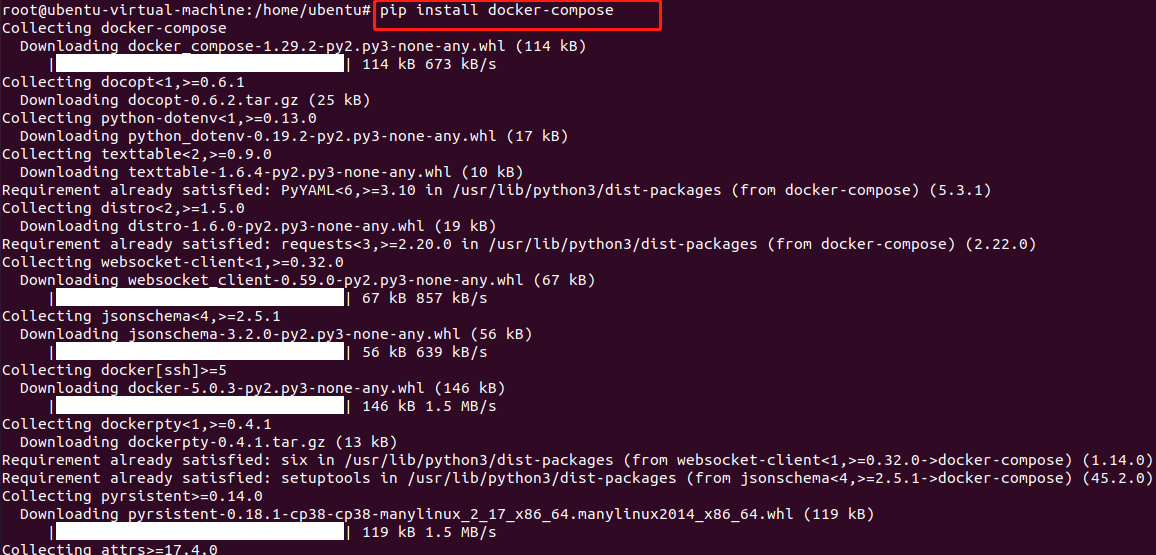 root@ubentu-virtual-machine:/home/ubentu# pip install docker-compose
Collecting docker-compose
  Downloading docker_compose-1.29.2-py2.py3-none-any.whl (114 kB)
     |████████████████████████████████| 114 kB 673 kB/s
Collecting docopt<1,>=0.6.1
  Downloading docopt-0.6.2.tar.gz (25 kB)
Collecting python-dotenv<1,>=0.13.0
  Downloading python_dotenv-0.19.2-py2.py3-none-any.whl (17 kB)
Collecting texttable<2,>=0.9.0
  Downloading texttable-1.6.4-py2.py3-none-any.whl (10 kB)
Requirement already satisfied: PyYAML<6,>=3.10 in /usr/lib/python3/dist-packages (from docker-compose) (5.3.1)
Collecting distro<2,>=1.5.0
  Downloading distro-1.6.0-py2.py3-none-any.whl (19 kB)
Requirement already satisfied: requests<3,>=2.20.0 in /usr/lib/python3/dist-packages (from docker-compose) (2.22.0)
Collecting websocket-client<1,>=0.32.0
  Downloading websocket_client-0.59.0-py2.py3-none-any.whl (67 kB)
     |████████████████████████████████| 67 kB 857 kB/s
Collecting jsonschema<4,>=2.5.1
  Downloading jsonschema-3.2.0-py2.py3-none-any.whl (56 kB)
     |████████████████████████████████| 56 kB 639 kB/s
Collecting docker[ssh]>=5
  Downloading docker-5.0.3-py2.py3-none-any.whl (146 kB)
     |████████████████████████████████| 146 kB 1.5 MB/s
Collecting dockerpty<1,>=0.4.1
  Downloading dockerpty-0.4.1.tar.gz (13 kB)
Requirement already satisfied: six in /usr/lib/python3/dist-packages (from websocket-client<1,>=0.32.0->docker-compose) (1.14.0)
Requirement already satisfied: setuptools in /usr/lib/python3/dist-packages (from jsonschema<4,>=2.5.1->docker-compose) (45.2.0)
Collecting pyrsistent>=0.14.0
  Downloading pyrsistent-0.18.1-cp38-cp38-manylinux_2_17_x86_64.manylinux2014_x86_64.whl (119 kB)
     |████████████████████████████████| 119 kB 1.5 MB/s
Collecting attrs>=17.4.0